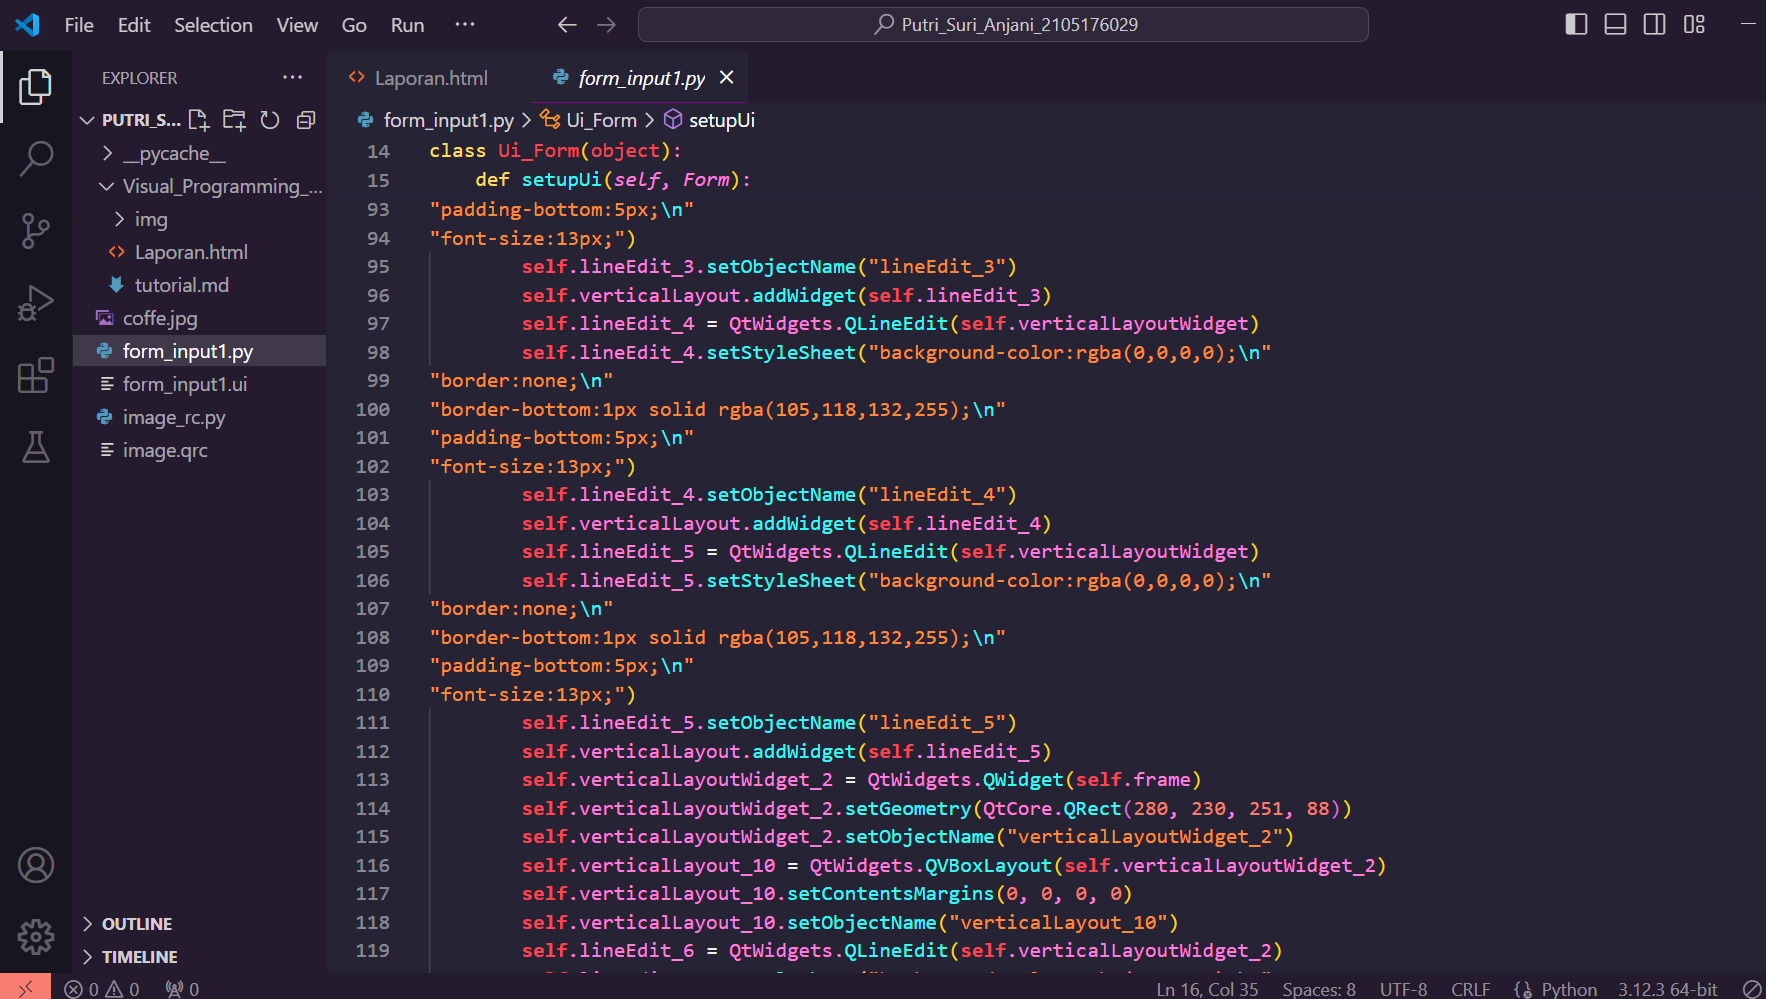 File Edit Selection View Go Run ··· Putri_Suri_Anjani_2105176029
EXPLORER ···
PUTRI_S...
__pycache__
Visual_Programming_...
img
Laporan.html
tutorial.md
coffe.jpg
form_input1.py
form_input1.ui
image_rc.py
image.qrc
OUTLINE
TIMELINE
Laporan.html form_input1.py
form_input1.py > Ui_Form > setupUi
14 class Ui_Form(object):
15     def setupUi(self, Form):
93 "padding-bottom:5px;\n"
94 "font-size:13px;")
95         self.lineEdit_3.setObjectName("lineEdit_3")
96         self.verticalLayout.addWidget(self.lineEdit_3)
97         self.lineEdit_4 = QtWidgets.QLineEdit(self.verticalLayoutWidget)
98         self.lineEdit_4.setStyleSheet("background-color:rgba(0,0,0,0);\n"
99 "border:none;\n"
100 "border-bottom:1px solid rgba(105,118,132,255);\n"
101 "padding-bottom:5px;\n"
102 "font-size:13px;")
103         self.lineEdit_4.setObjectName("lineEdit_4")
104         self.verticalLayout.addWidget(self.lineEdit_4)
105         self.lineEdit_5 = QtWidgets.QLineEdit(self.verticalLayoutWidget)
106         self.lineEdit_5.setStyleSheet("background-color:rgba(0,0,0,0);\n"
107 "border:none;\n"
108 "border-bottom:1px solid rgba(105,118,132,255);\n"
109 "padding-bottom:5px;\n"
110 "font-size:13px;")
111         self.lineEdit_5.setObjectName("lineEdit_5")
112         self.verticalLayout.addWidget(self.lineEdit_5)
113         self.verticalLayoutWidget_2 = QtWidgets.QWidget(self.frame)
114         self.verticalLayoutWidget_2.setGeometry(QtCore.QRect(280, 230, 251, 88))
115         self.verticalLayoutWidget_2.setObjectName("verticalLayoutWidget_2")
116         self.verticalLayout_10 = QtWidgets.QVBoxLayout(self.verticalLayoutWidget_2)
117         self.verticalLayout_10.setContentsMargins(0, 0, 0, 0)
118         self.verticalLayout_10.setObjectName("verticalLayout_10")
119         self.lineEdit_6 = QtWidgets.QLineEdit(self.verticalLayoutWidget_2)
0 0 0 Ln 16, Col 35 Spaces: 8 UTF-8 CRLF Python 3.12.3 64-bit